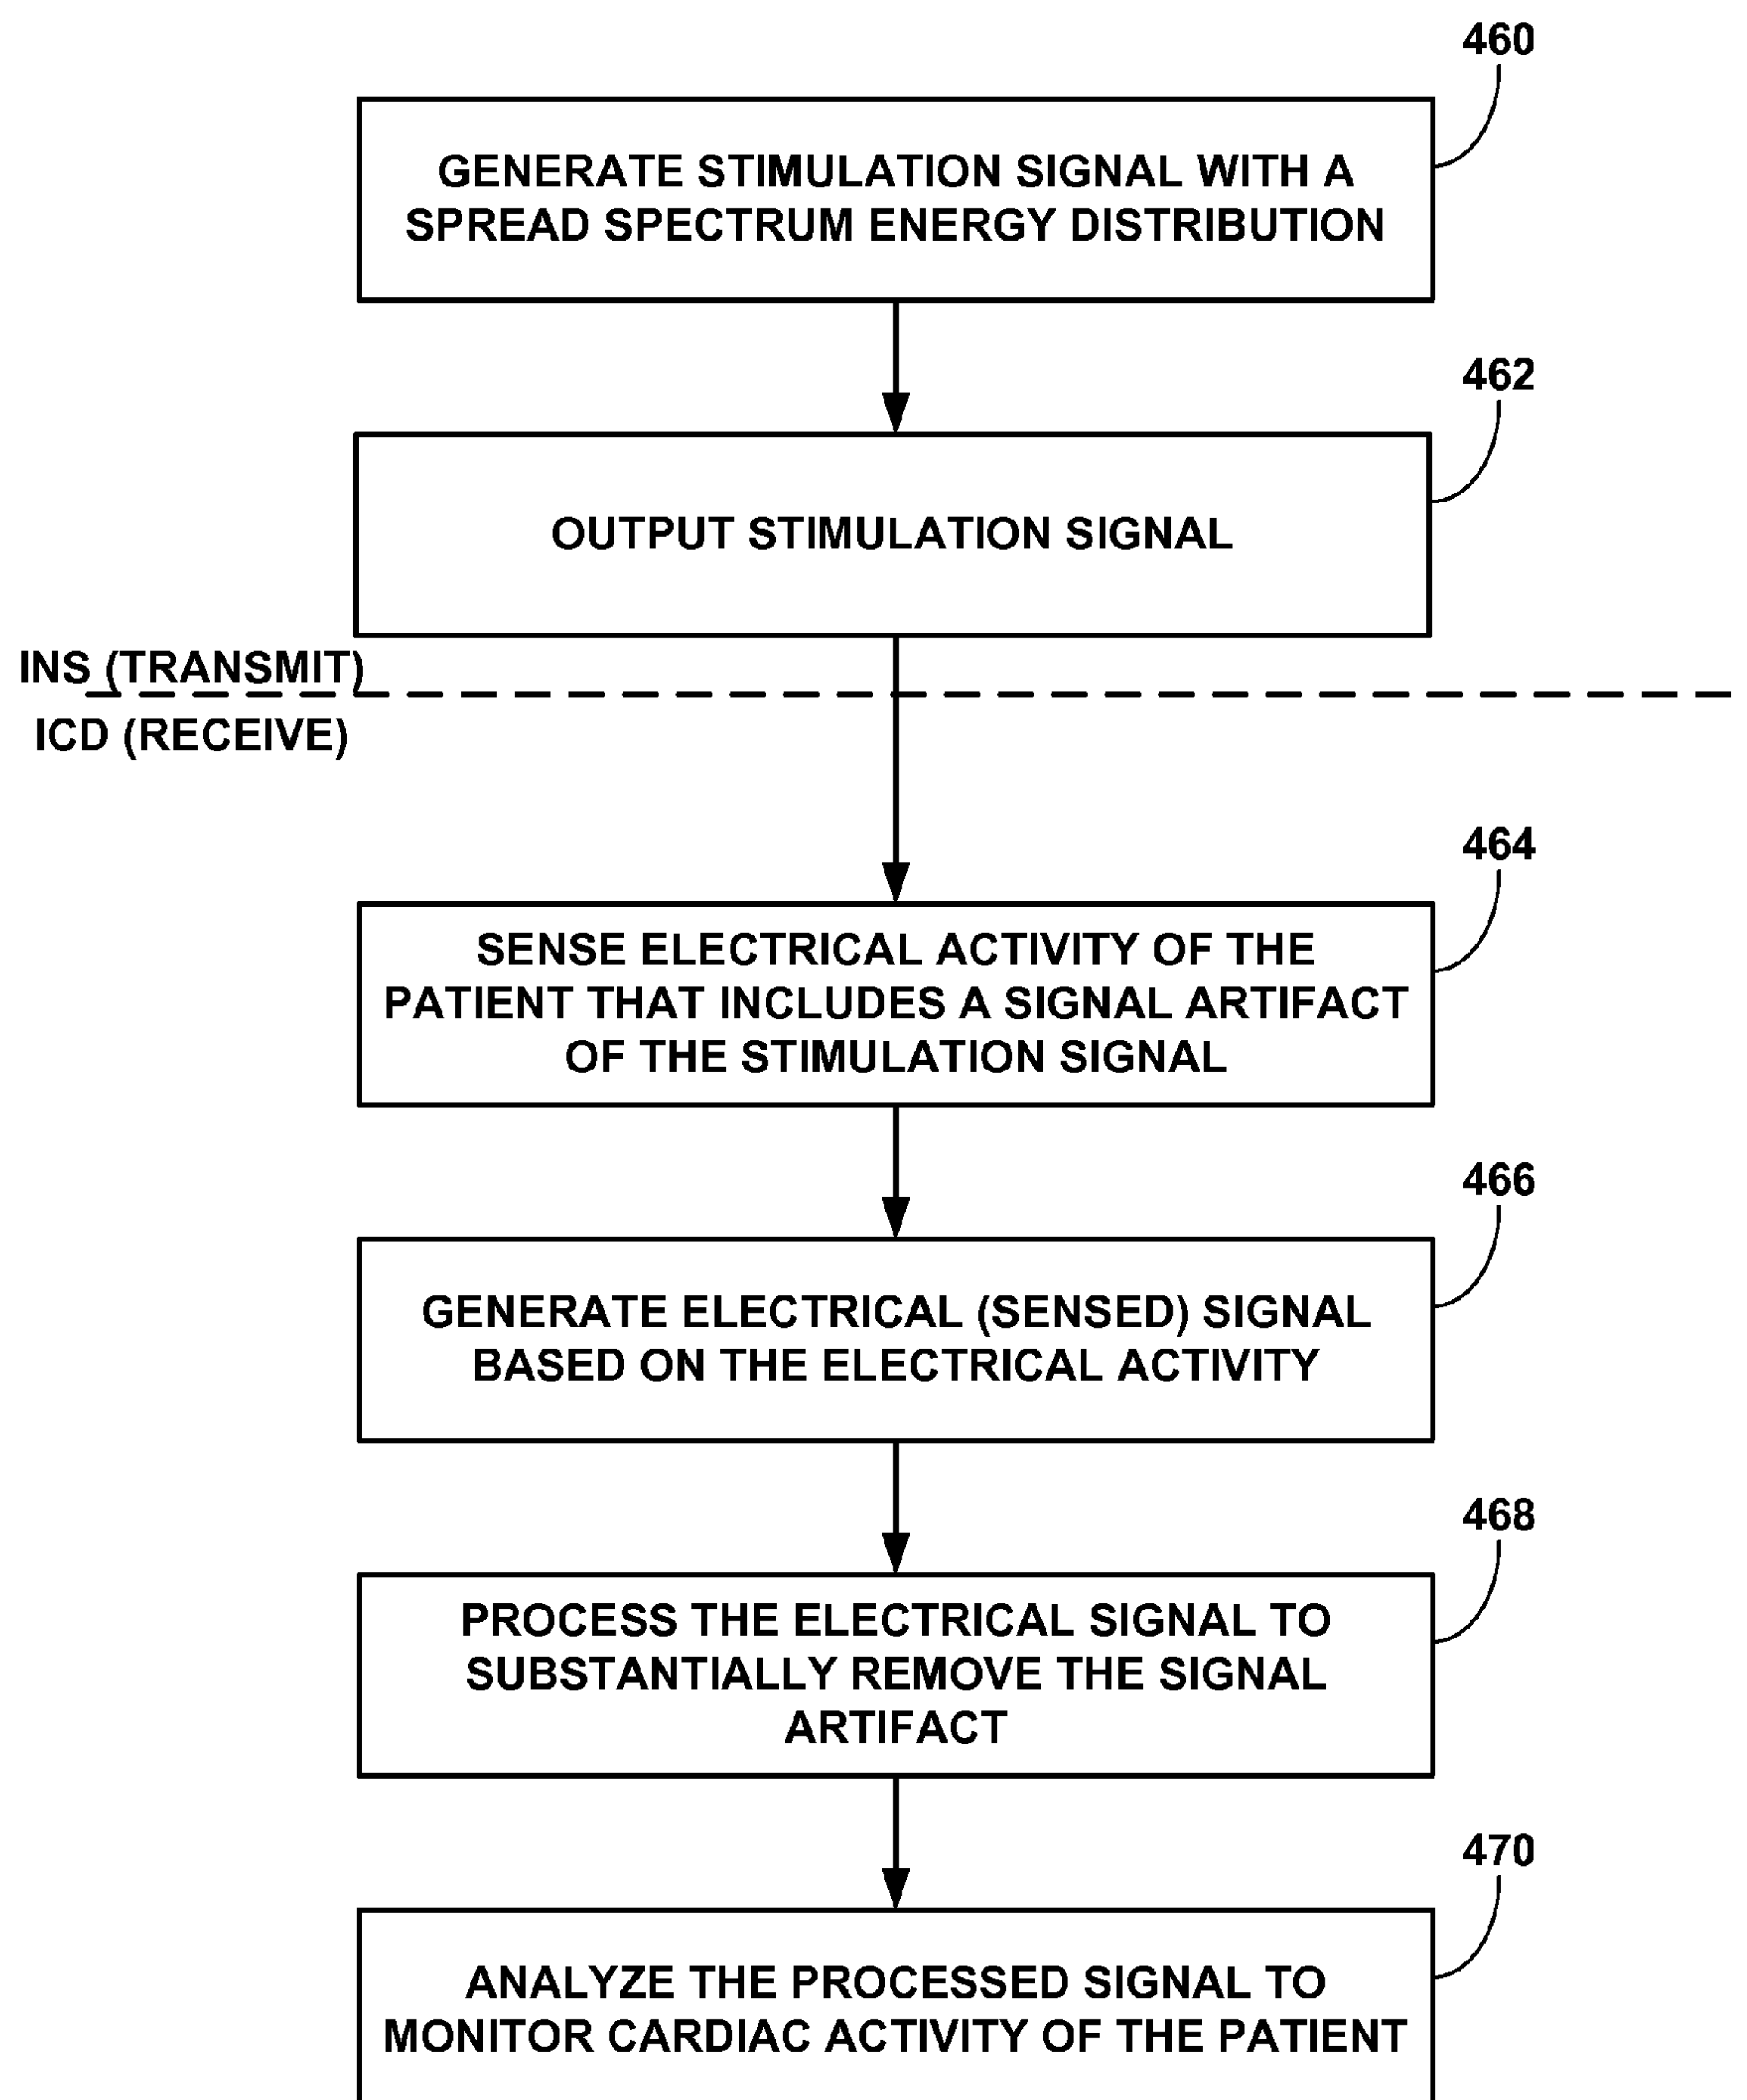 460
GENERATE STIMULATION SIGNAL WITH A
SPREAD SPECTRUM ENERGY DISTRIBUTION
462
OUTPUT STIMULATION SIGNAL
INS (TRANSMIT)
ICD (RECEIVE)
464
SENSE ELECTRICAL ACTIVITY OF THE
PATIENT THAT INCLUDES A SIGNAL ARTIFACT
OF THE STIMULATION SIGNAL
466
GENERATE ELECTRICAL (SENSED) SIGNAL
BASED ON THE ELECTRICAL ACTIVITY
468
PROCESS THE ELECTRICAL SIGNAL TO
SUBSTANTIALLY REMOVE THE SIGNAL
ARTIFACT
470
ANALYZE THE PROCESSED SIGNAL TO
MONITOR CARDIAC ACTIVITY OF THE PATIENT